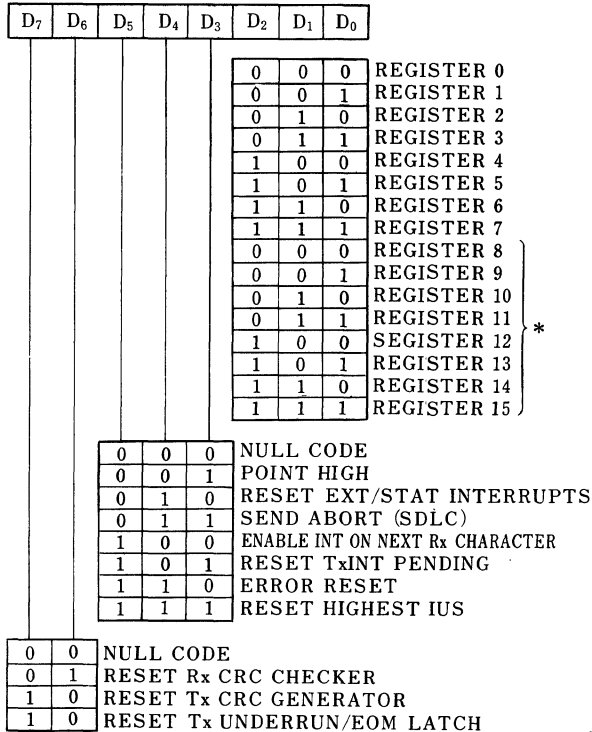 D₇ D₆ D₅ D₄ D₃ D₂ D₁ D₀
0 0 0 REGISTER 0
0 0 1 REGISTER 1
0 1 0 REGISTER 2
0 1 1 REGISTER 3
1 0 0 REGISTER 4
1 0 1 REGISTER 5
1 1 0 REGISTER 6
1 1 1 REGISTER 7
0 0 0 REGISTER 8
0 0 1 REGISTER 9
0 1 0 REGISTER 10
0 1 1 REGISTER 11
*
1 0 0 SEGISTER 12
1 0 1 REGISTER 13
1 1 0 REGISTER 14
1 1 1 REGISTER 15
0 0 0 NULL CODE
0 0 1 POINT HIGH
0 1 0 RESET EXT/STAT INTERRUPTS
0 1 1 SEND ABORT (SDLC)
1 0 0 ENABLE INT ON NEXT Rx CHARACTER
1 0 1 RESET TxINT PENDING
1 1 0 ERROR RESET
1 1 1 RESET HIGHEST IUS
0 0 NULL CODE
0 1 RESET Rx CRC CHECKER
1 0 RESET Tx CRC GENERATOR
1 0 RESET Tx UNDERRUN/EOM LATCH